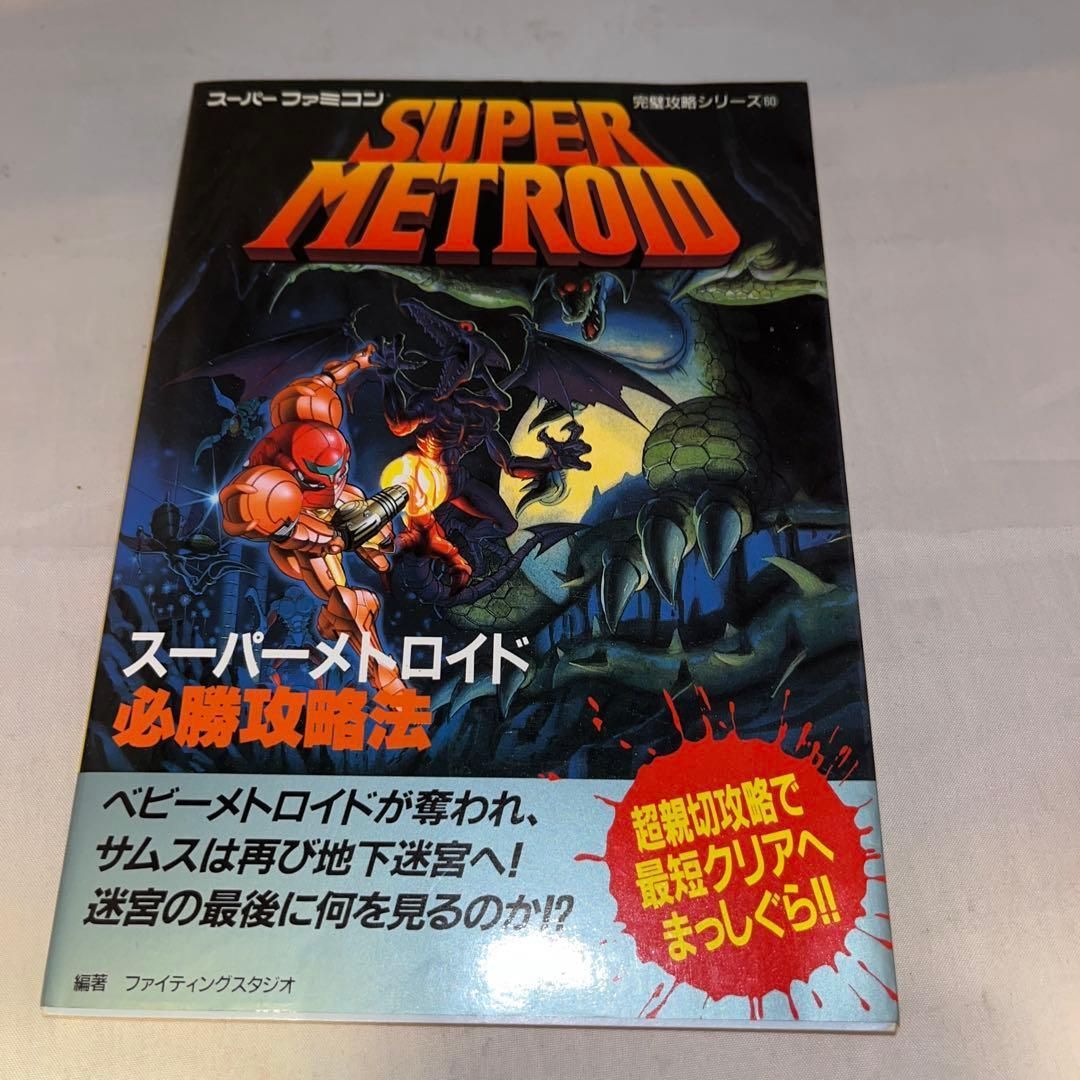 スーパーファミコン
完璧攻略シリーズ60
SUPER
METROID
スーパーメトロイド
必勝攻略法
ベビーメトロイドが奪われ、
サムスは再び地下迷宮へ!
迷宮の最後に何を見るのか!?
超親切攻略で
最短クリアへ
まっしぐら!!
編著 ファイティングスタジオ